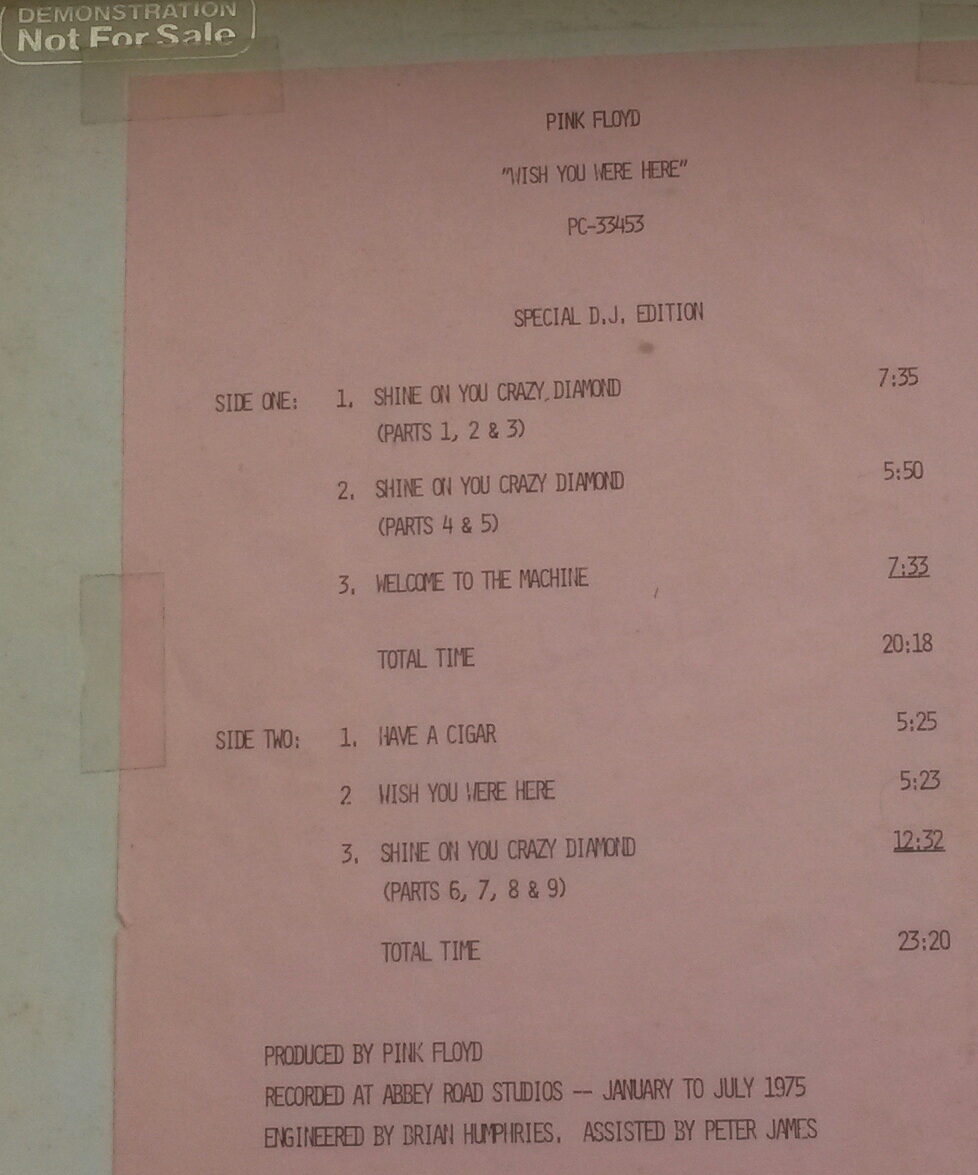 DEMONSTRATION
Not For Sale
PINK FLOYD
"WISH YOU WERE HERE"
PC-33453
SPECIAL D.J. EDITION
SIDE ONE: 1. SHINE ON YOU CRAZY DIAMOND 7:35
(PARTS 1, 2 & 3)
2. SHINE ON YOU CRAZY DIAMOND 5:50
(PARTS 4 & 5)
3. WELCOME TO THE MACHINE 7:33
TOTAL TIME 20:18
SIDE TWO: 1. HAVE A CIGAR 5:25
2 WISH YOU WERE HERE 5:23
3. SHINE ON YOU CRAZY DIAMOND 12:32
(PARTS 6, 7, 8 & 9)
TOTAL TIME 23:20
PRODUCED BY PINK FLOYD
RECORDED AT ABBEY ROAD STUDIOS -- JANUARY TO JULY 1975
ENGINEERED BY BRIAN HUMPHRIES. ASSISTED BY PETER JAMES